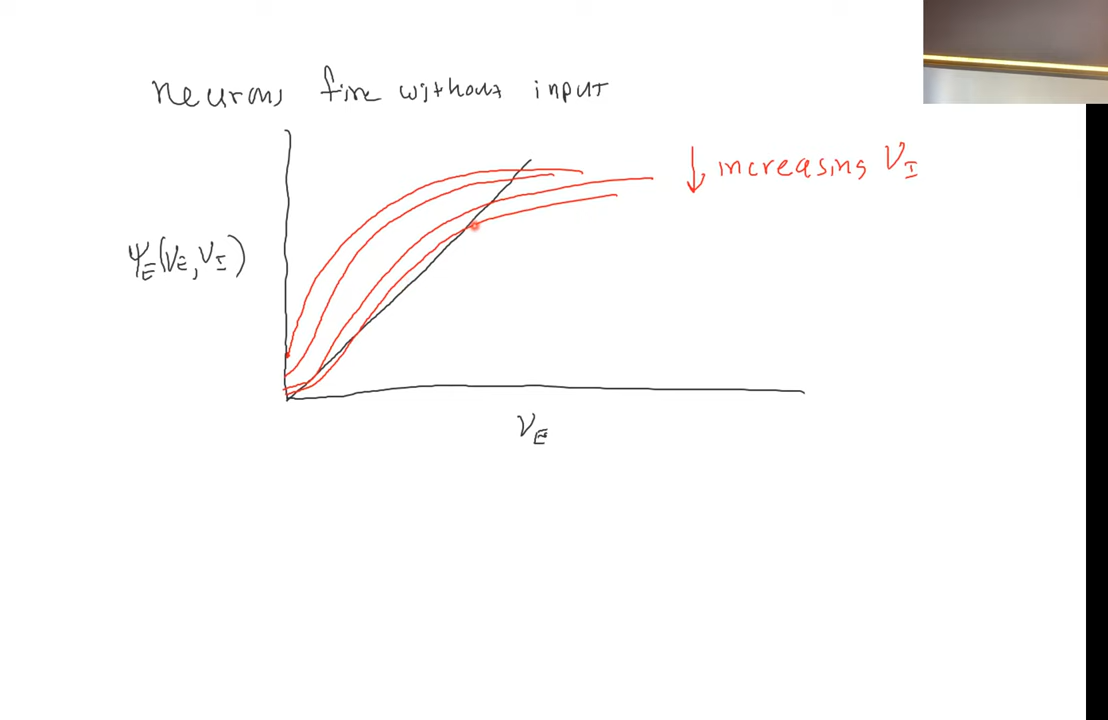 neurons fire without input
↓ increasing ν_I
ψ_E(ν_E, ν_I)
ν_E